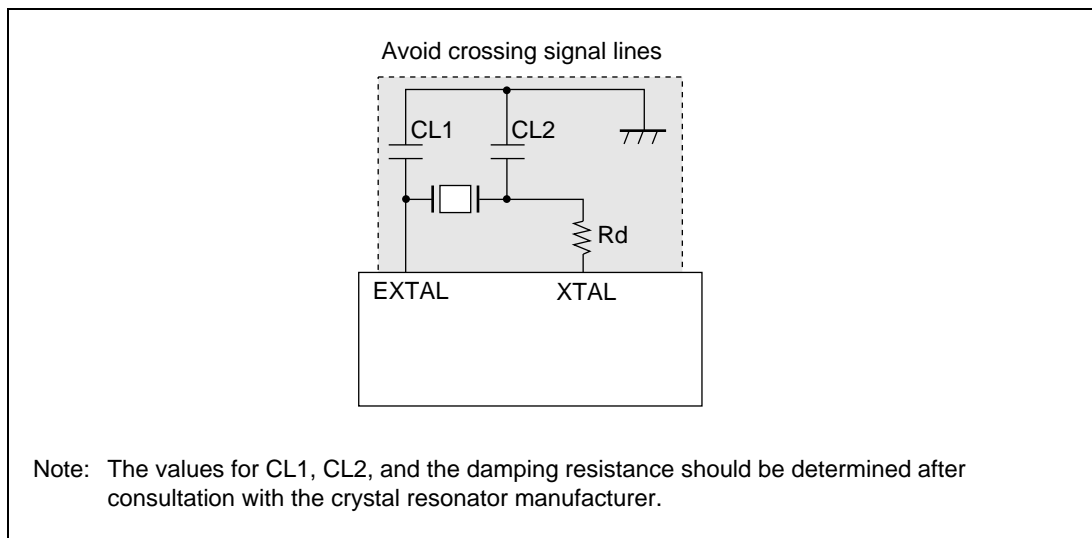 Avoid crossing signal lines
CL1 CL2
Rd
EXTAL XTAL
Note: The values for CL1, CL2, and the damping resistance should be determined after
consultation with the crystal resonator manufacturer.